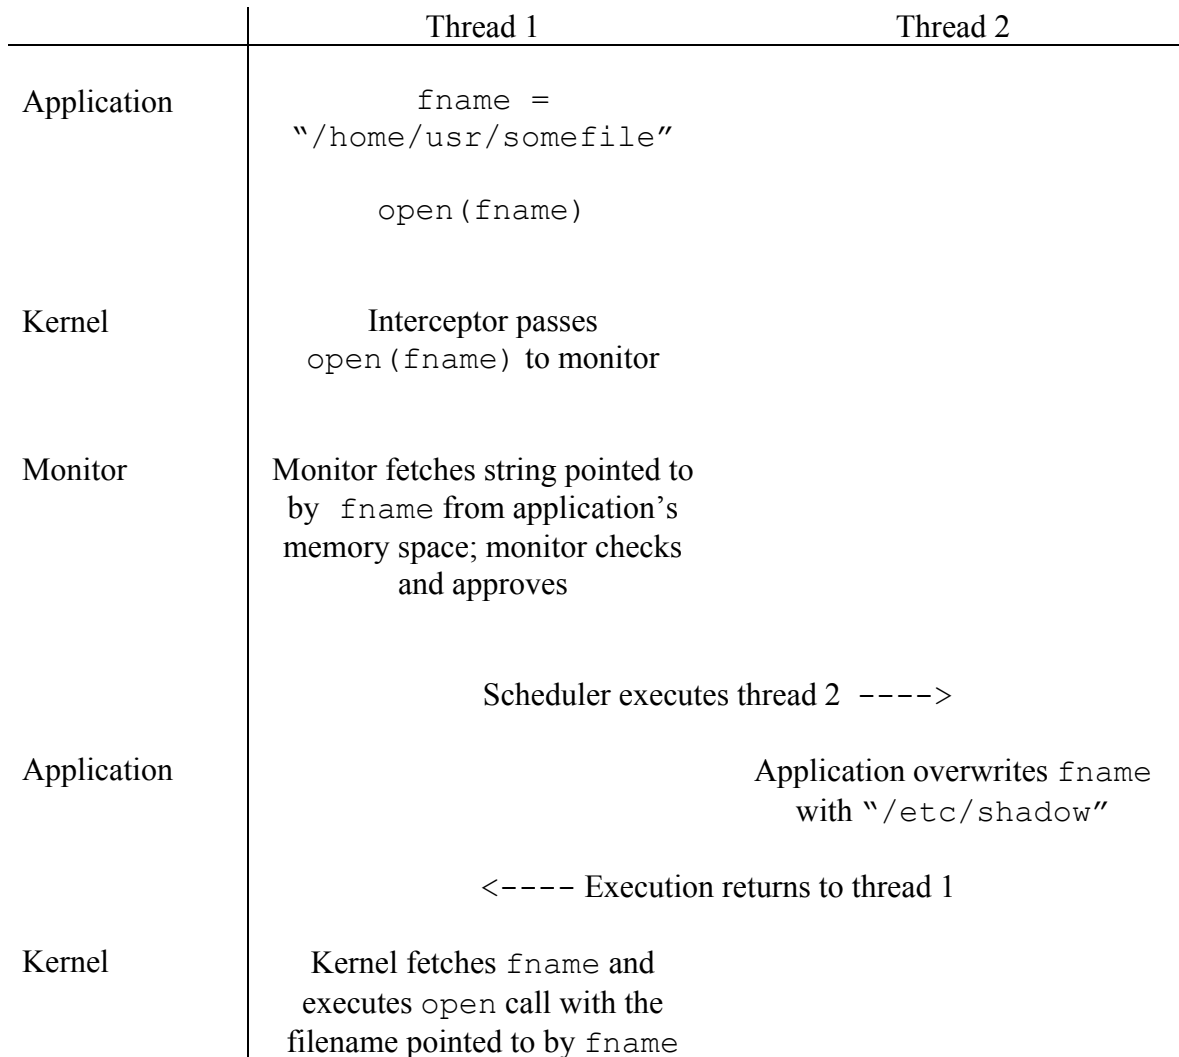 Thread 1 Thread 2
Application fname =
“/home/usr/somefile”
open(fname)
Kernel Interceptor passes
open(fname) to monitor
Monitor Monitor fetches string pointed to
by fname from application’s
memory space; monitor checks
and approves
Scheduler executes thread 2 ---->
Application Application overwrites fname
with “/etc/shadow”
<---- Execution returns to thread 1
Kernel Kernel fetches fname and
executes open call with the
filename pointed to by fname